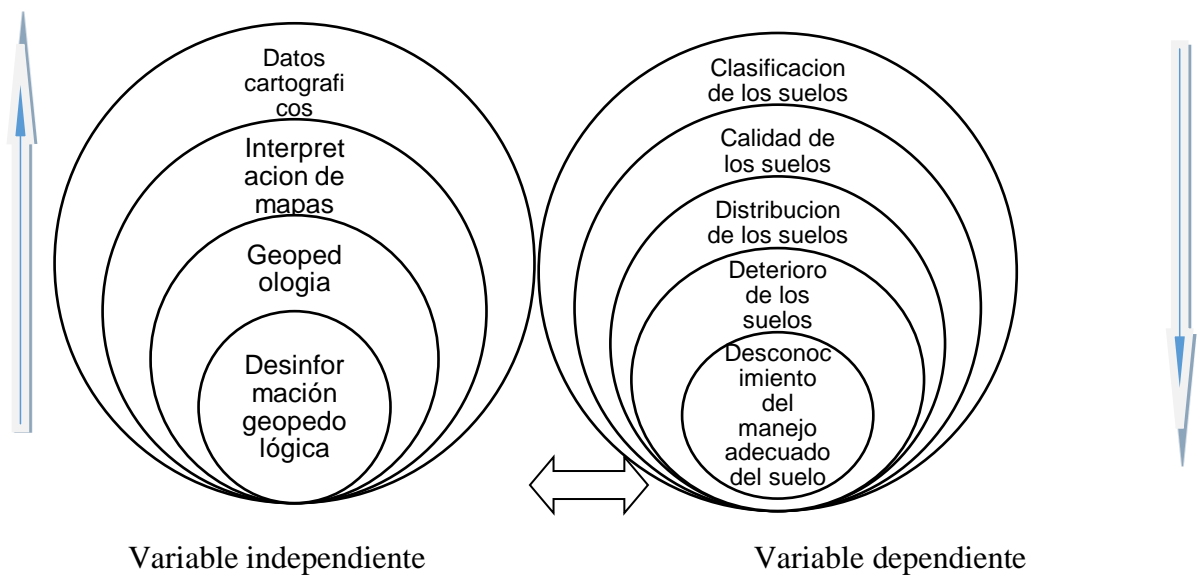 Datos
cartografi
cos
Interpret
acion de
mapas
Geoped
ologia
Desinfor
mación
geopedo
lógica
Clasificacion
de los suelos
Calidad de
los suelos
Distribucion
de los suelos
Deterioro
de los
suelos
Desconoc
imiento
del
manejo
adecuado
del suelo
Variable independiente
Variable dependiente